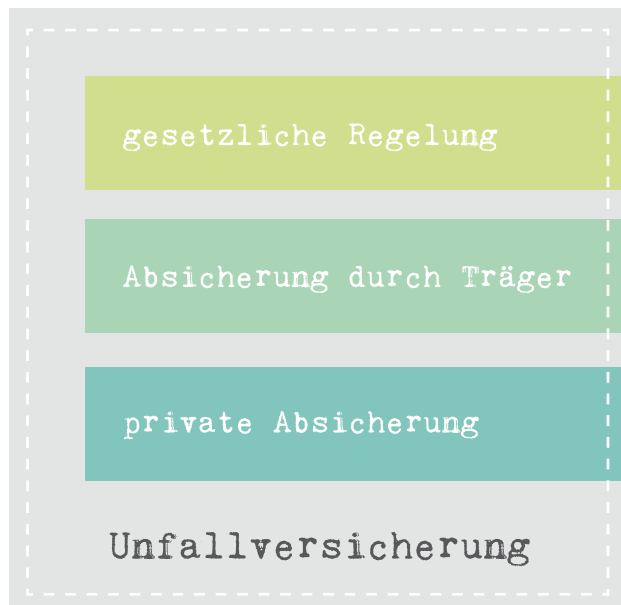 gesetzliche Regelung
Absicherung durch Träger
private Absicherung
Unfallversicherung